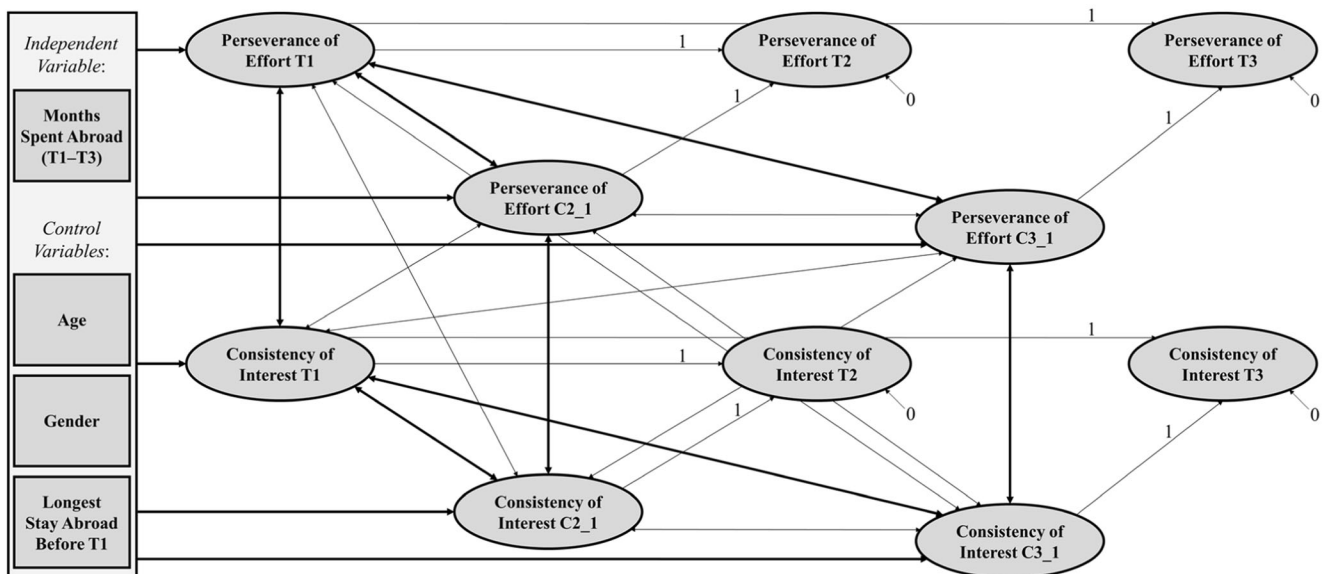 Independent
Variable:
Months
Spent Abroad
(T1–T3)
Control
Variables:
Age
Gender
Longest
Stay Abroad
Before T1
Perseverance of
Effort T1
1
Perseverance of
Effort T2
0
1
Perseverance of
Effort T3
0
1
Perseverance of
Effort C2_1
1
Perseverance of
Effort C3_1
Consistency of
Interest T1
1
Consistency of
Interest T2
0
1
Consistency of
Interest T3
0
1
Consistency of
Interest C2_1
1
Consistency of
Interest C3_1